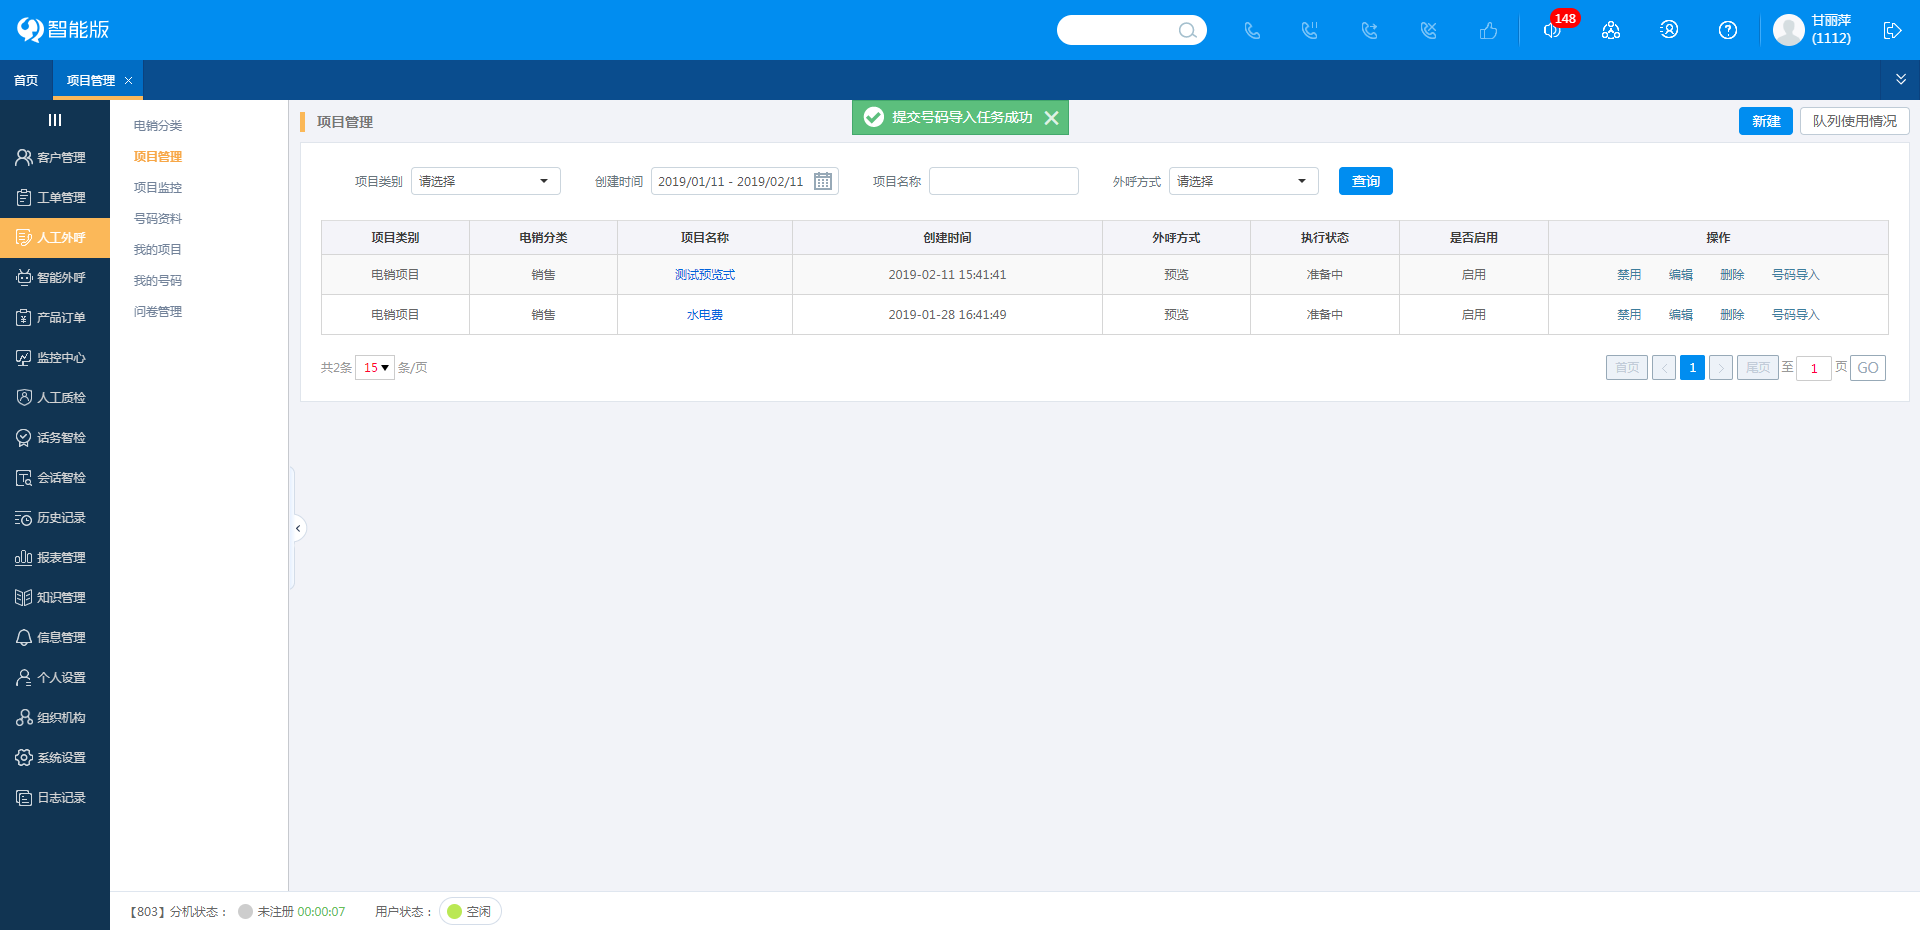 智能版
148
甘丽萍
(1112)
首页
项目管理
客户管理
工单管理
人工外呼
智能外呼
产品订单
监控中心
人工质检
话务智检
会话智检
历史记录
报表管理
知识管理
信息管理
个人设置
组织机构
系统设置
日志记录
电销分类
项目管理
项目监控
号码资料
我的项目
我的号码
问卷管理
项目管理
提交号码导入任务成功
新建 队列使用情况
项目类别 请选择 创建时间 2019/01/11 - 2019/02/11 项目名称 外呼方式 请选择 查询
项目类别 电销分类 项目名称 创建时间 外呼方式 执行状态 是否启用 操作
电销项目 销售 测试预览式 2019-02-11 15:41:41 预览 准备中 启用 禁用 编辑 删除 号码导入
电销项目 销售 水电费 2019-01-28 16:41:49 预览 准备中 启用 禁用 编辑 删除 号码导入
共2条 15 条/页 首页 < 1 > 尾页 至 1 页 GO
【803】分机状态： 未注册 00:00:07 用户状态： 空闲